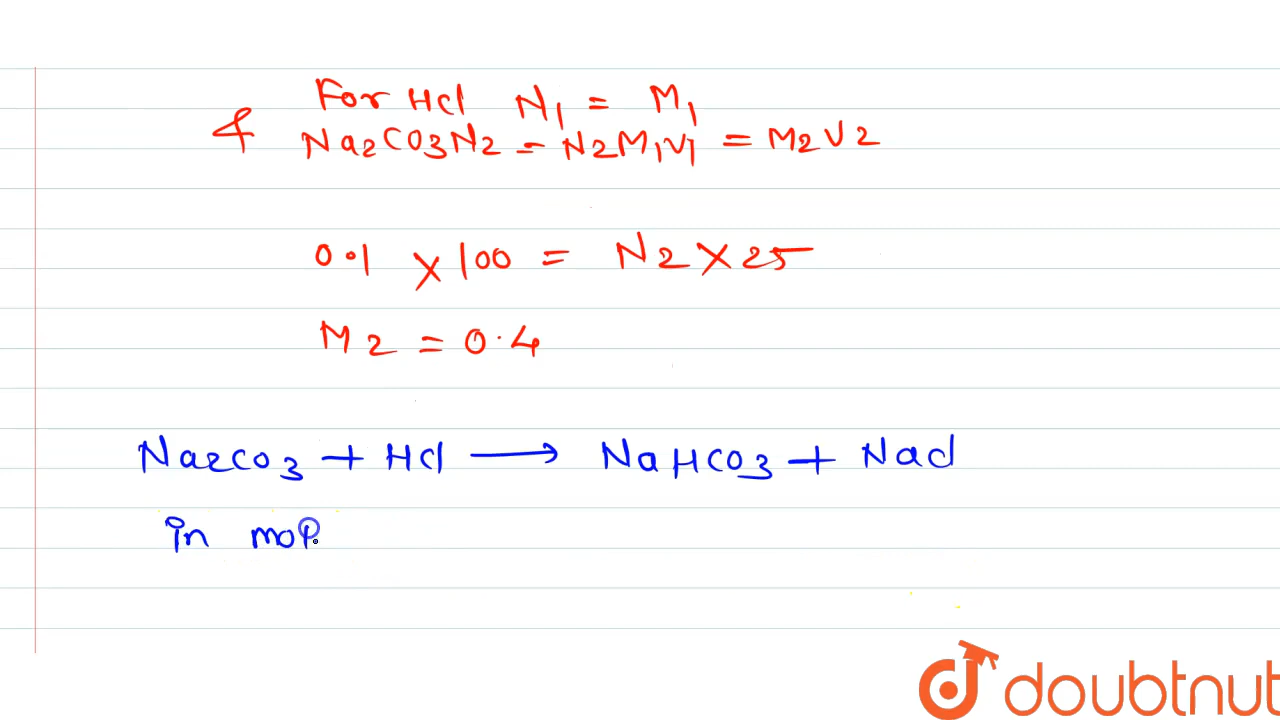 For HCl N1 = M1
& Na2CO3N2 = N2M1V1 = M2V2
0.1 X 100 = N2 X 25
M2 = 0.4
Na2CO3 + HCl → NaHCO3 + NaCl
in mol
doubtnut